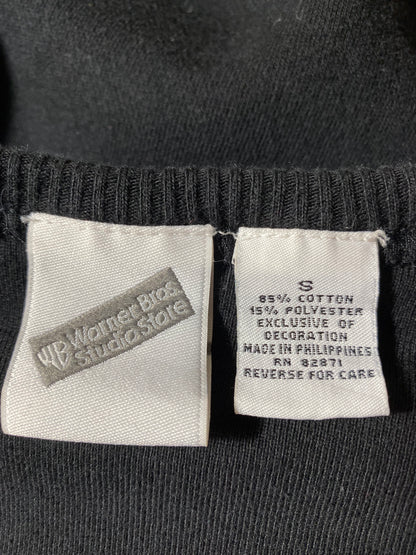 WB Warner Bros.
Studio Store
S
85% COTTON
15% POLYESTER
EXCLUSIVE OF
DECORATION
MADE IN PHILIPPINES
RN 82871
REVERSE FOR CARE